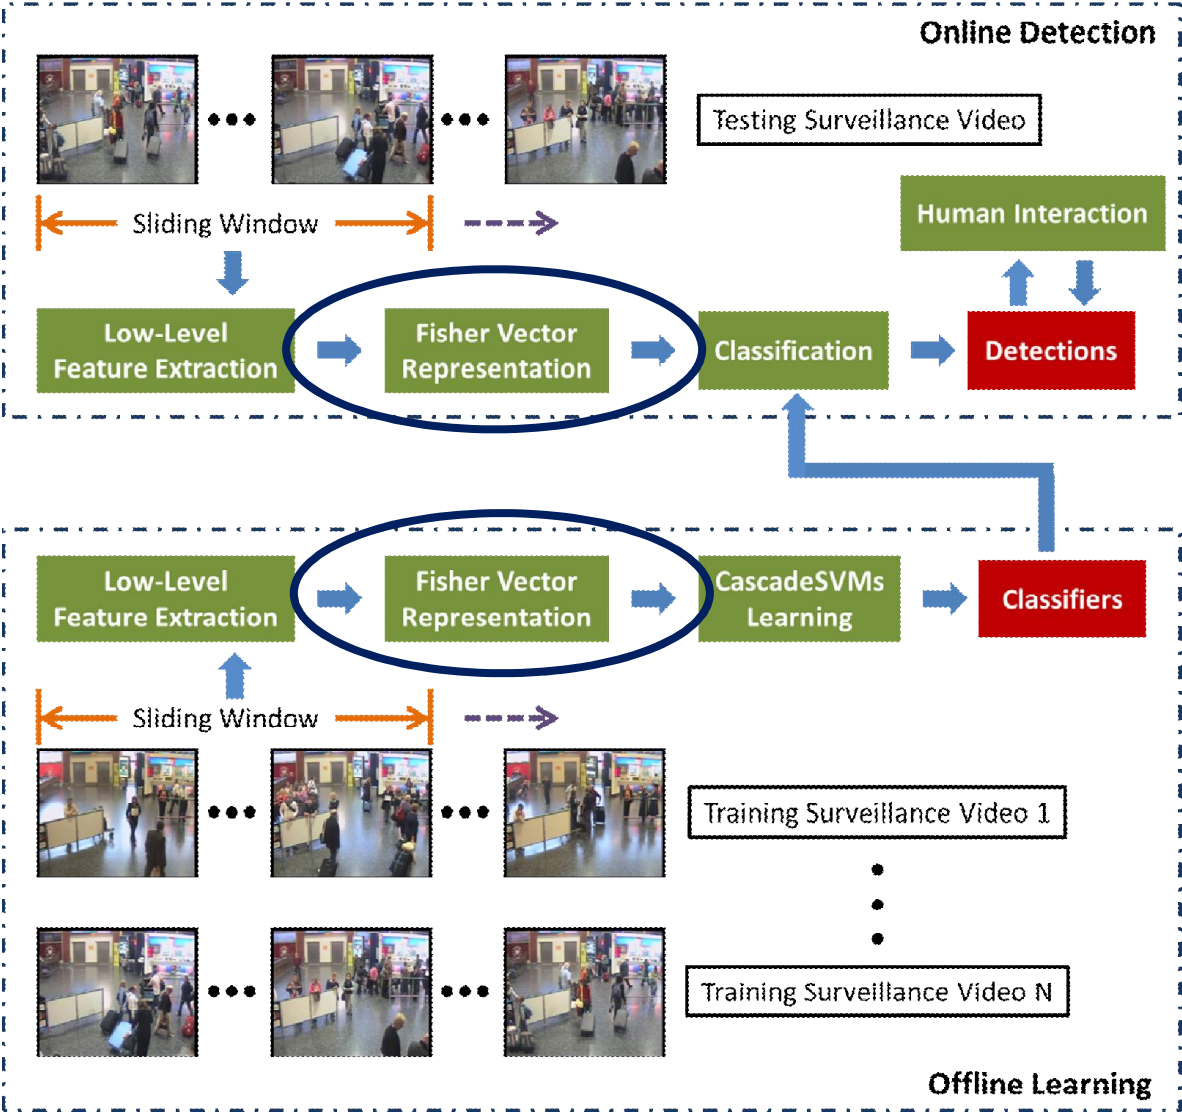 Online Detection
Testing Surveillance Video
Human Interaction
Sliding Window
Low-Level
Feature Extraction
Fisher Vector
Representation
Classification
Detections
Low-Level
Feature Extraction
Fisher Vector
Representation
CascadeSVMs
Learning
Classifiers
Sliding Window
Training Surveillance Video 1
Training Surveillance Video N
Offline Learning